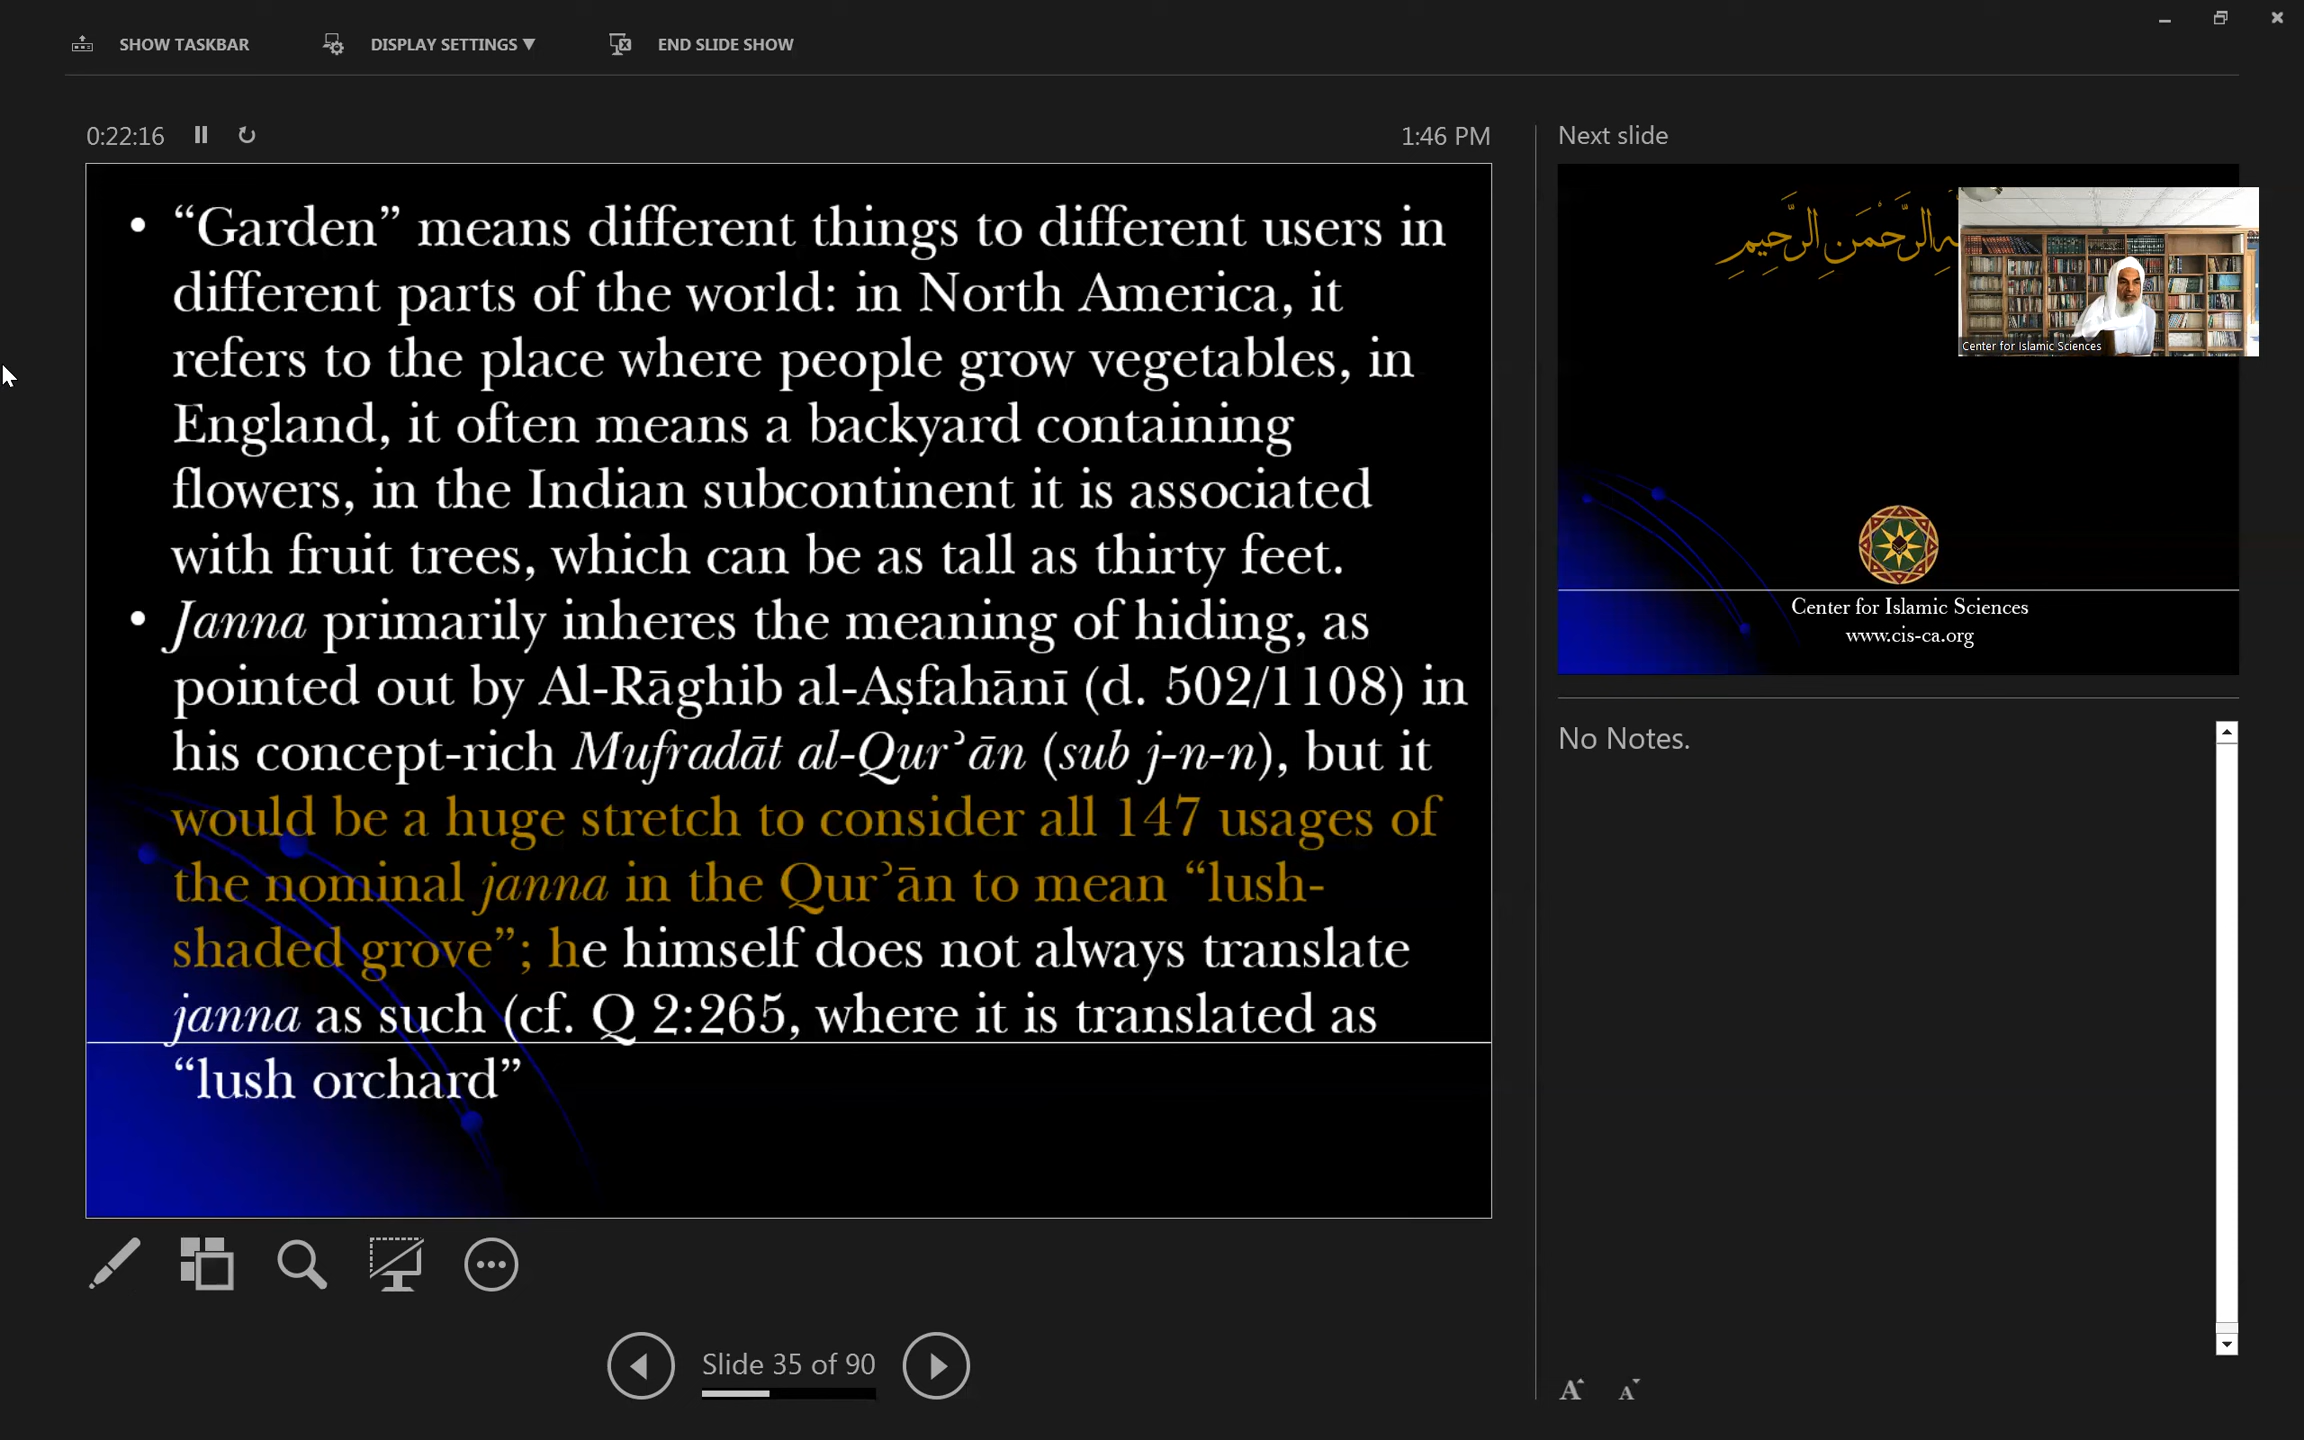 SHOW TASKBAR
DISPLAY SETTINGS ▼
END SLIDE SHOW
0:22:16
1:46 PM
• “Garden” means different things to different users in
different parts of the world: in North America, it
refers to the place where people grow vegetables, in
England, it often means a backyard containing
flowers, in the Indian subcontinent it is associated
with fruit trees, which can be as tall as thirty feet.
• Janna primarily inheres the meaning of hiding, as
pointed out by Al-Rāghib al-Aṣfahānī (d. 502/1108) in
his concept-rich Mufradāt al-Qurʾān (sub j-n-n), but it
would be a huge stretch to consider all 147 usages of
the nominal janna in the Qurʾān to mean “lush-
shaded grove”; he himself does not always translate
janna as such (cf. Q 2:265, where it is translated as
“lush orchard”
Slide 35 of 90
Next slide
الرَّحْمَنِ الرَّحِيمِ
Center for Islamic Sciences
Center for Islamic Sciences
www.cis-ca.org
No Notes.
A A